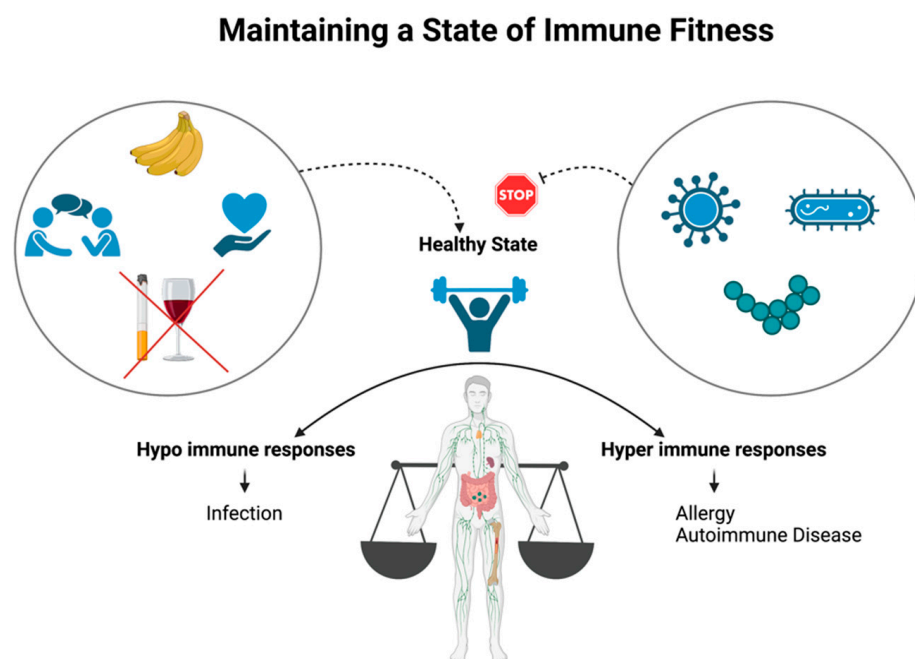 Maintaining a State of Immune Fitness
STOP
Healthy State
Hypo immune responses
Infection
Hyper immune responses
Allergy
Autoimmune Disease